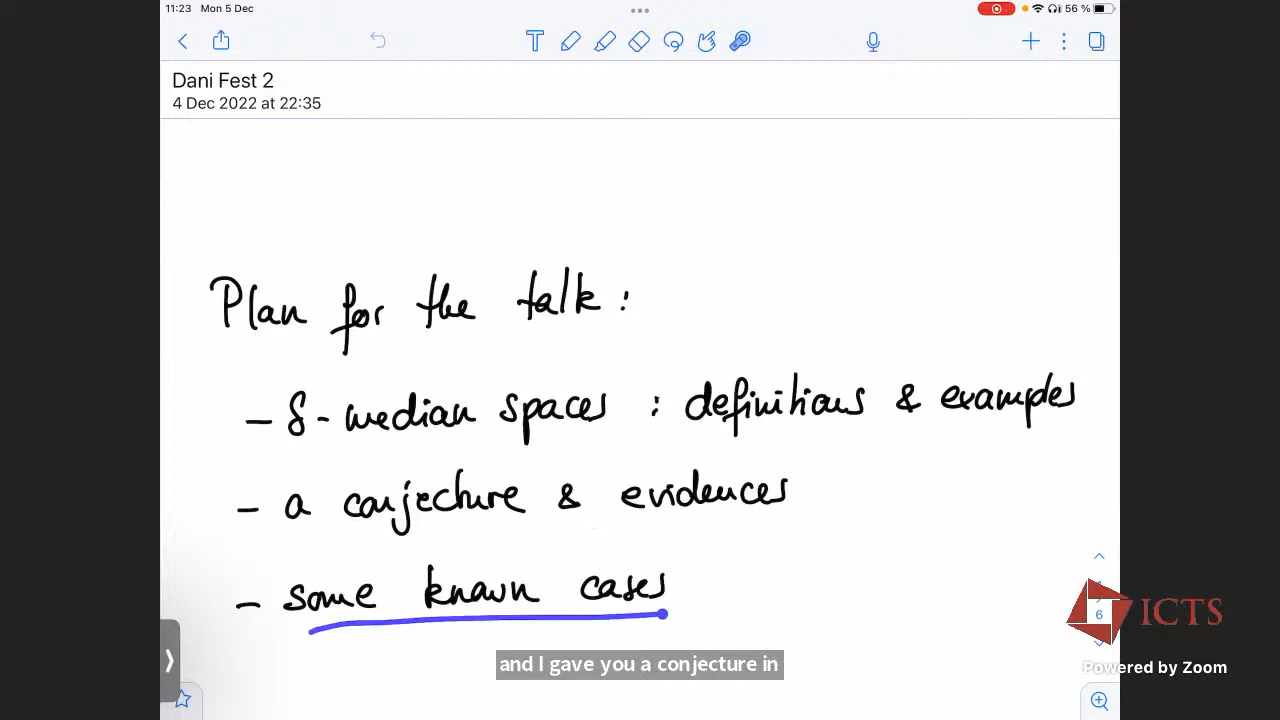 11:23 Mon 5 Dec
56 %
Dani Fest 2
4 Dec 2022 at 22:35
Plan for the talk :
- δ-median spaces : definitions & examples
- a conjecture & evidences
- some known cases
6
ICTS
and I gave you a conjecture in
Powered by Zoom